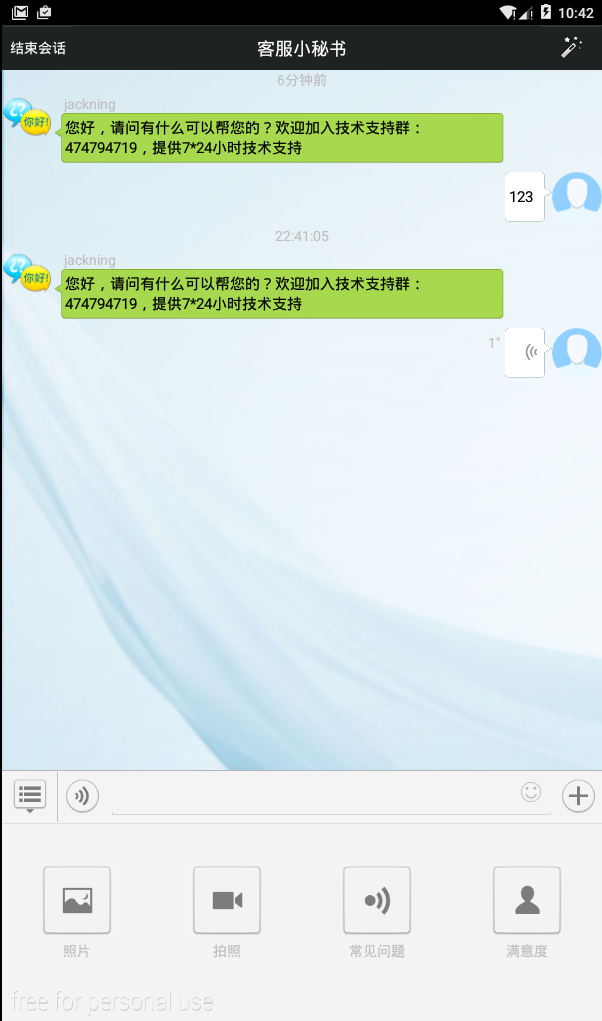 10:42
结束会话
客服小秘书
6分钟前
jackning
您好，请问有什么可以帮您的？欢迎加入技术支持群：
474794719，提供7*24小时技术支持
123
22:41:05
jackning
您好，请问有什么可以帮您的？欢迎加入技术支持群：
474794719，提供7*24小时技术支持
1"
你好!
你好!
照片
拍照
常见问题
满意度
free for personal use